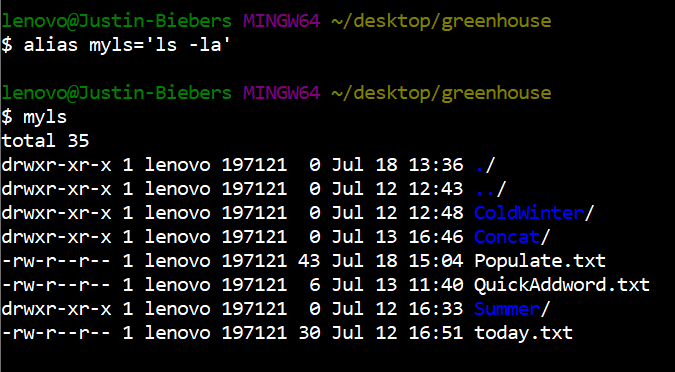 lenovo@Justin-Biebers MINGW64 ~/desktop/greenhouse
$ alias myls='ls -la'
lenovo@Justin-Biebers MINGW64 ~/desktop/greenhouse
$ myls
total 35
drwxr-xr-x 1 lenovo 197121  0 Jul 18 13:36 ./
drwxr-xr-x 1 lenovo 197121  0 Jul 12 12:43 ../
drwxr-xr-x 1 lenovo 197121  0 Jul 12 12:48 ColdWinter/
drwxr-xr-x 1 lenovo 197121  0 Jul 13 16:46 Concat/
-rw-r--r-- 1 lenovo 197121 43 Jul 18 15:04 Populate.txt
-rw-r--r-- 1 lenovo 197121  6 Jul 13 11:40 QuickAddword.txt
drwxr-xr-x 1 lenovo 197121  0 Jul 12 16:33 Summer/
-rw-r--r-- 1 lenovo 197121 30 Jul 12 16:51 today.txt